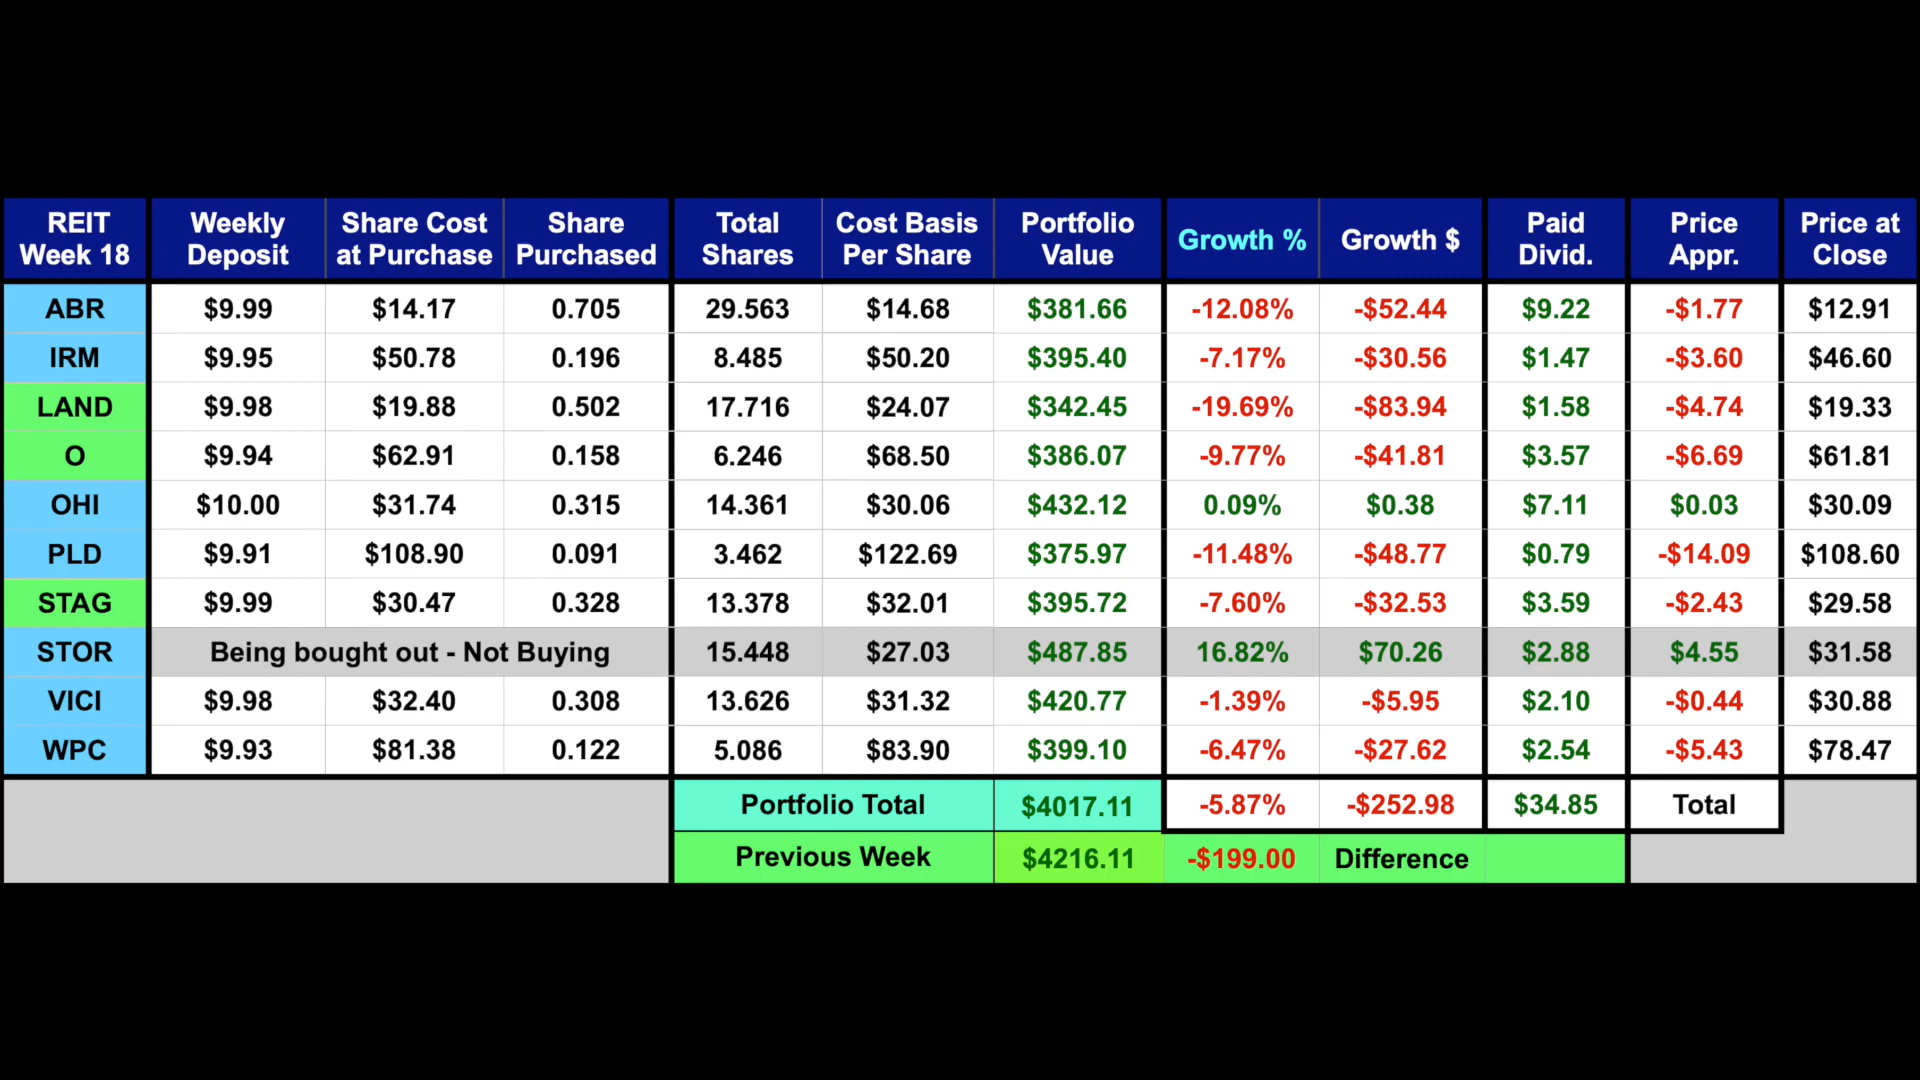 REIT Week 18 Weekly Deposit Share Cost at Purchase Share Purchased Total Shares Cost Basis Per Share Portfolio Value Growth % Growth $ Paid Divid. Price Appr. Price at Close
ABR $9.99 $14.17 0.705 29.563 $14.68 $381.66 -12.08% -$52.44 $9.22 -$1.77 $12.91
IRM $9.95 $50.78 0.196 8.485 $50.20 $395.40 -7.17% -$30.56 $1.47 -$3.60 $46.60
LAND $9.98 $19.88 0.502 17.716 $24.07 $342.45 -19.69% -$83.94 $1.58 -$4.74 $19.33
O $9.94 $62.91 0.158 6.246 $68.50 $386.07 -9.77% -$41.81 $3.57 -$6.69 $61.81
OHI $10.00 $31.74 0.315 14.361 $30.06 $432.12 0.09% $0.38 $7.11 $0.03 $30.09
PLD $9.91 $108.90 0.091 3.462 $122.69 $375.97 -11.48% -$48.77 $0.79 -$14.09 $108.60
STAG $9.99 $30.47 0.328 13.378 $32.01 $395.72 -7.60% -$32.53 $3.59 -$2.43 $29.58
STOR Being bought out - Not Buying 15.448 $27.03 $487.85 16.82% $70.26 $2.88 $4.55 $31.58
VICI $9.98 $32.40 0.308 13.626 $31.32 $420.77 -1.39% -$5.95 $2.10 -$0.44 $30.88
WPC $9.93 $81.38 0.122 5.086 $83.90 $399.10 -6.47% -$27.62 $2.54 -$5.43 $78.47
Portfolio Total $4017.11 -5.87% -$252.98 $34.85 Total
Previous Week $4216.11 -$199.00 Difference